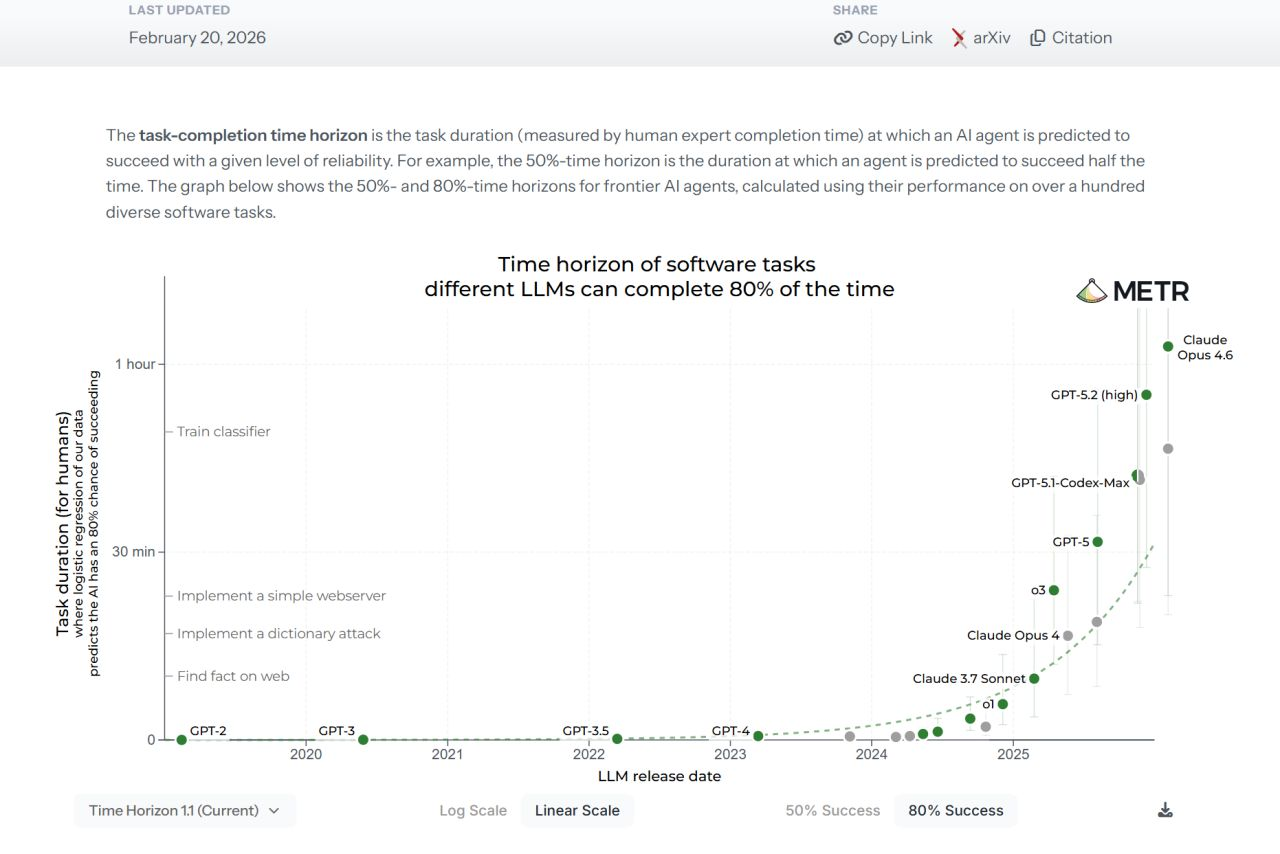 LAST UPDATED
February 20, 2026
SHARE
Copy Link
arXiv
Citation
The task-completion time horizon is the task duration (measured by human expert completion time) at which an AI agent is predicted to
succeed with a given level of reliability. For example, the 50%-time horizon is the duration at which an agent is predicted to succeed half the
time. The graph below shows the 50%- and 80%-time horizons for frontier AI agents, calculated using their performance on over a hundred
diverse software tasks.
Time horizon of software tasks
different LLMs can complete 80% of the time
METR
Task duration (for humans)
where logistic regression of our data
predicts the AI has an 80% chance of succeeding
1 hour
Train classifier
30 min
Implement a simple webserver
Implement a dictionary attack
Find fact on web
0
GPT-2
GPT-3
GPT-3.5
GPT-4
o1
Claude 3.7 Sonnet
Claude Opus 4
o3
GPT-5
GPT-5.1-Codex-Max
GPT-5.2 (high)
Claude
Opus 4.6
2020
2021
2022
2023
2024
2025
LLM release date
Time Horizon 1.1 (Current)
Log Scale
Linear Scale
50% Success
80% Success